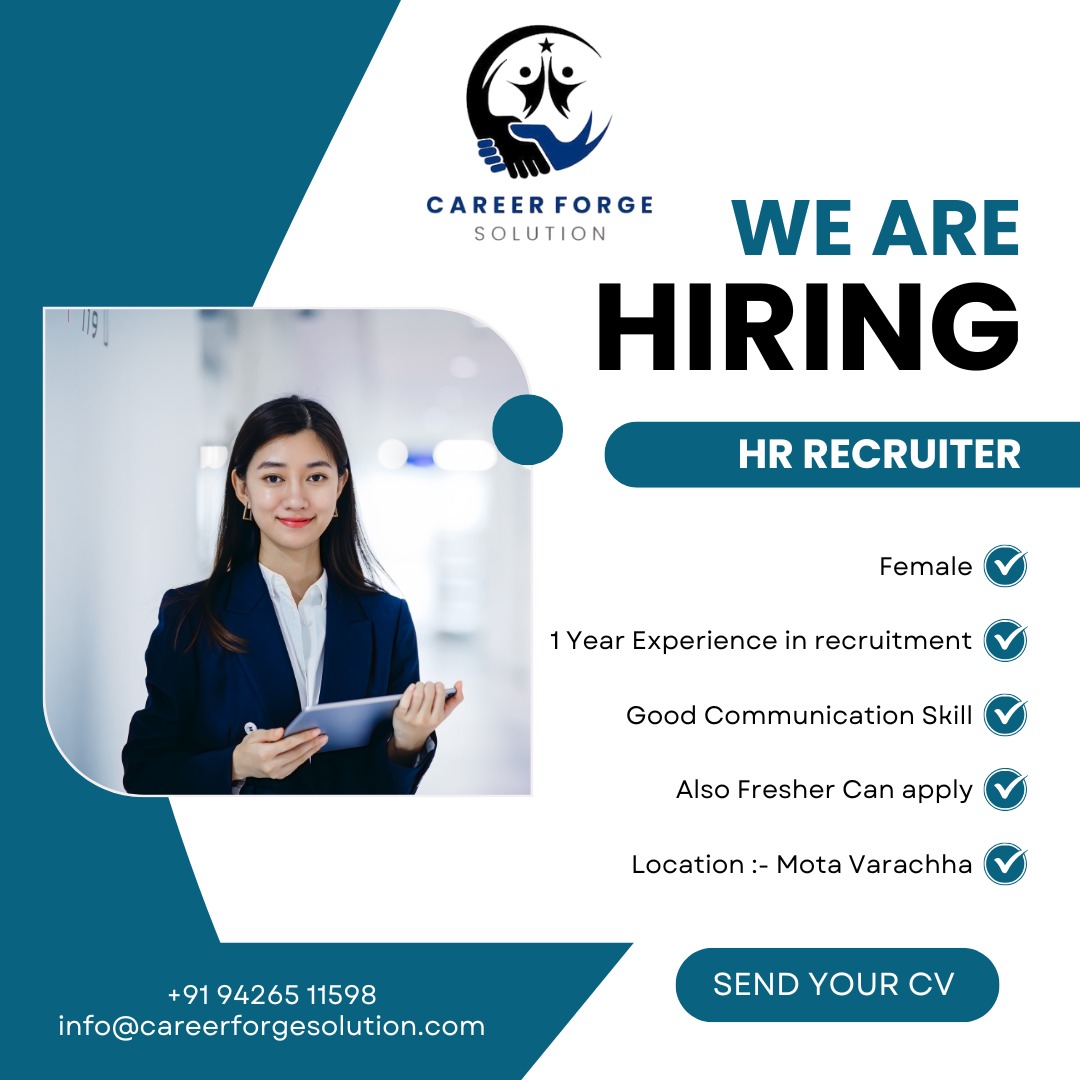 CAREER FORGE
SOLUTION
WE ARE
HIRING
119
HR RECRUITER
Female
1 Year Experience in recruitment
Good Communication Skill
Also Fresher Can apply
Location :- Mota Varachha
+91 94265 11598
info@careerforgesolution.com
SEND YOUR CV